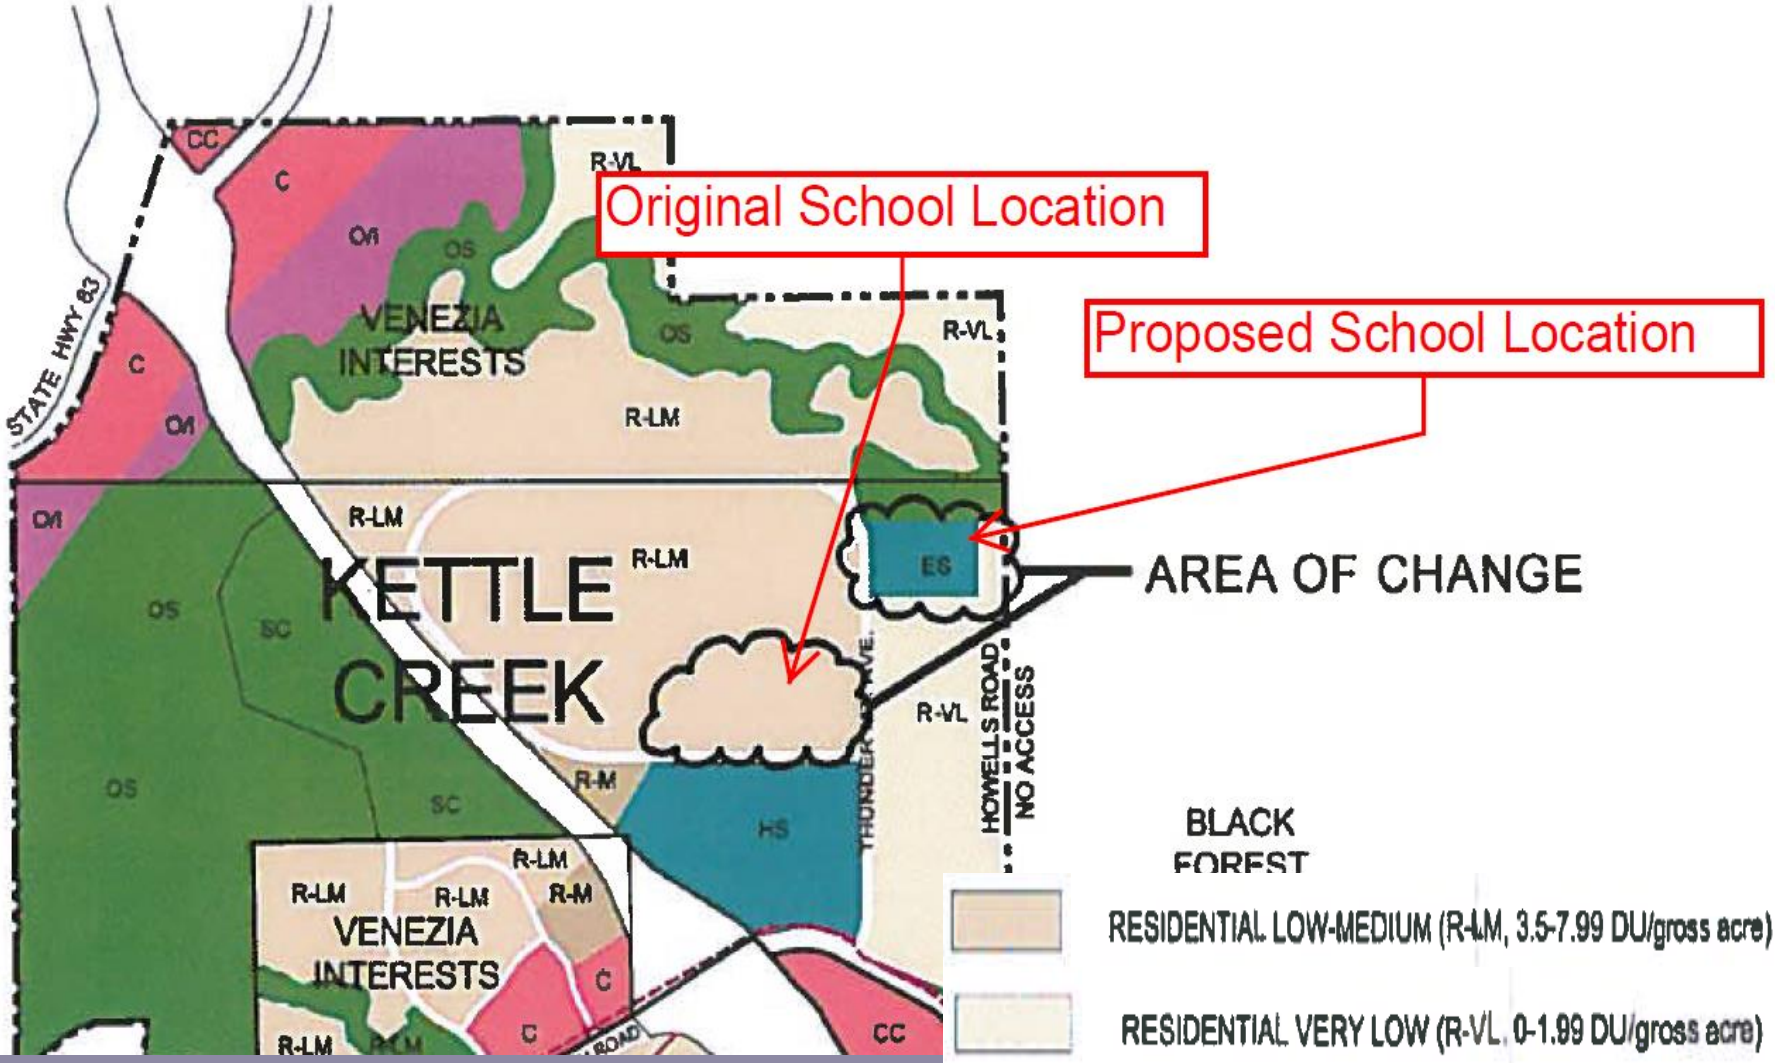 CC
C
R-VL
Original School Location
O/I
OS
VENEZIA
INTERESTS
STATE HWY 83
OS
R-VL
Proposed School Location
C
O/I
R-LM
O/I
R-LM
R-LM
ES
AREA OF CHANGE
KETTLE
CREEK
OS
SC
HOWELLS ROAD
NO ACCESS
R-VL
OS
SC
R-M
HS
BLACK
FOREST
R-LM
R-LM
R-LM
R-M
VENEZIA
INTERESTS
C
C
CC
R-LM
R-LM
ROAD
RESIDENTIAL LOW-MEDIUM (R-LM, 3.5-7.99 DU/gross acre)
RESIDENTIAL VERY LOW (R-VL, 0-1.99 DU/gross acre)